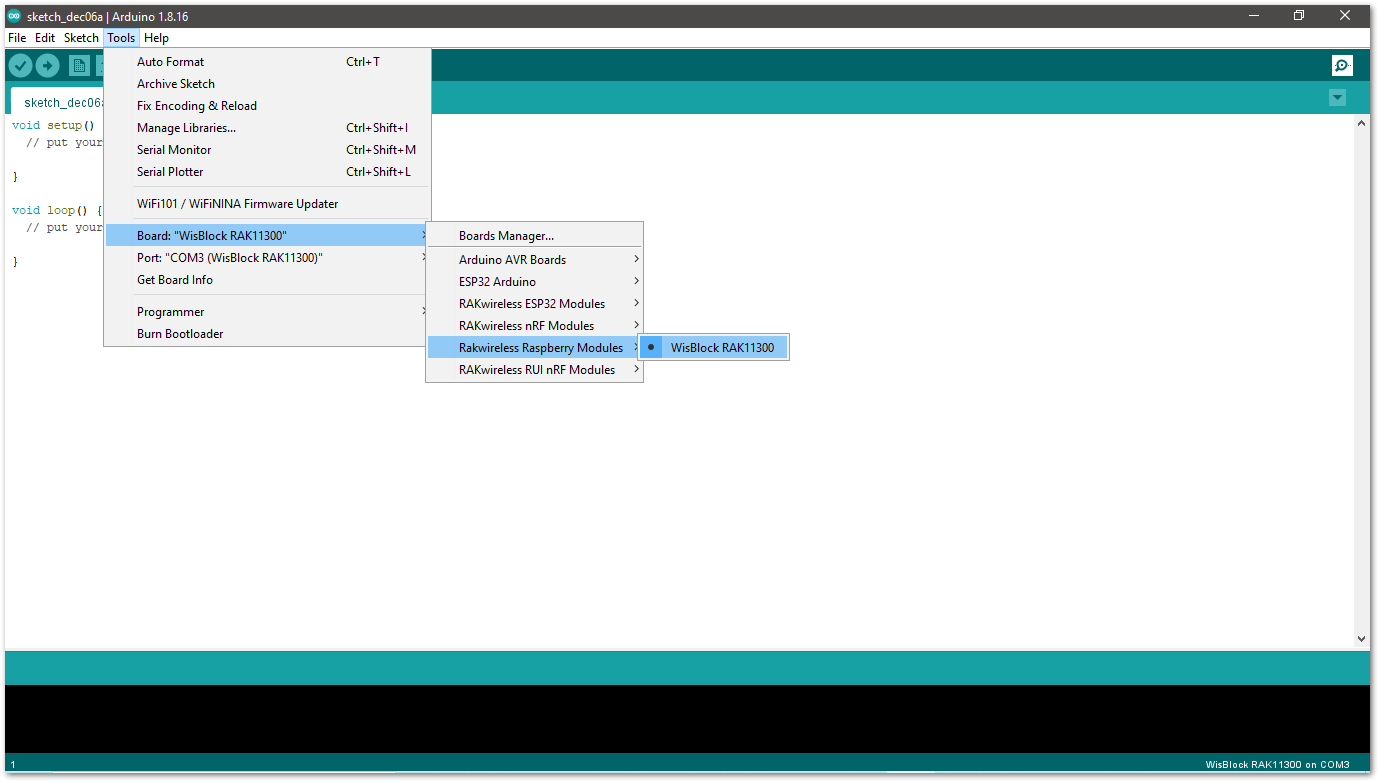 sketch_dec06a | Arduino 1.8.16
File Edit Sketch Tools Help
Auto Format Ctrl+T
Archive Sketch
Fix Encoding & Reload
Manage Libraries... Ctrl+Shift+I
Serial Monitor Ctrl+Shift+M
Serial Plotter Ctrl+Shift+L
WiFi101 / WiFiNINA Firmware Updater
Board: "WisBlock RAK11300"
Port: "COM3 (WisBlock RAK11300)"
Get Board Info
Programmer
Burn Bootloader
Boards Manager...
Arduino AVR Boards
ESP32 Arduino
RAKwireless ESP32 Modules
RAKwireless nRF Modules
Rakwireless Raspberry Modules
RAKwireless RUI nRF Modules
WisBlock RAK11300
sketch_dec06a
void setup()
// put your
}
void loop() {
// put your
}
1 WisBlock RAK11300 on COM3